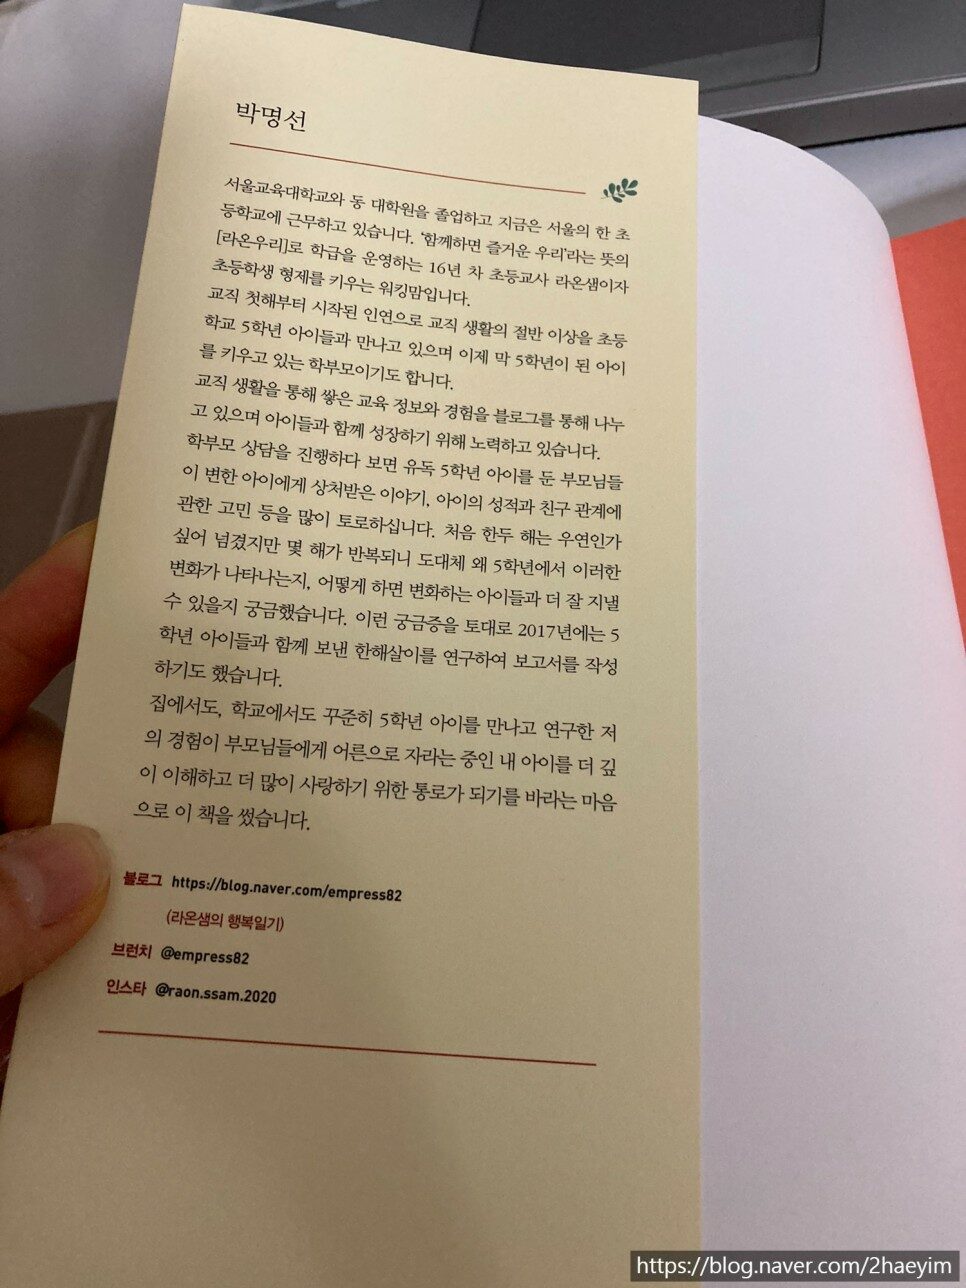 박명선
서울교육대학교와 동 대학원을 졸업하고 지금은 서울의 한 초
등학교에 근무하고 있습니다. ‘함께하면 즐거운 우리’라는 뜻의
[라온우리]로 학급을 운영하는 16년 차 초등교사 라온샘이자
초등학생 형제를 키우는 워킹맘입니다.
교직 첫해부터 시작된 인연으로 교직 생활의 절반 이상을 초등
학교 5학년 아이들과 만나고 있으며 이제 막 5학년이 된 아이
를 키우고 있는 학부모이기도 합니다.
교직 생활을 통해 쌓은 교육 정보와 경험을 블로그를 통해 나누
고 있으며 아이들과 함께 성장하기 위해 노력하고 있습니다.
학부모 상담을 진행하다 보면 유독 5학년 아이를 둔 부모님들
이 변한 아이에게 상처받은 이야기, 아이의 성적과 친구 관계에
관한 고민 등을 많이 토로하십니다. 처음 한두 해는 우연인가
싶어 넘겼지만 몇 해가 반복되니 도대체 왜 5학년에서 이러한
변화가 나타나는지, 어떻게 하면 변화하는 아이들과 더 잘 지낼
수 있을지 궁금했습니다. 이런 궁금증을 토대로 2017년에는 5
학년 아이들과 함께 보낸 한해살이를 연구하여 보고서를 작성
하기도 했습니다.
집에서도, 학교에서도 꾸준히 5학년 아이를 만나고 연구한 저
의 경험이 부모님들에게 어른으로 자라는 중인 내 아이를 더 깊
이 이해하고 더 많이 사랑하기 위한 통로가 되기를 바라는 마음
으로 이 책을 썼습니다.
블로그 https://blog.naver.com/empress82
(라온샘의 행복일기)
브런치 @empress82
인스타 @raon.ssam.2020
https://blog.naver.com/2haeyim